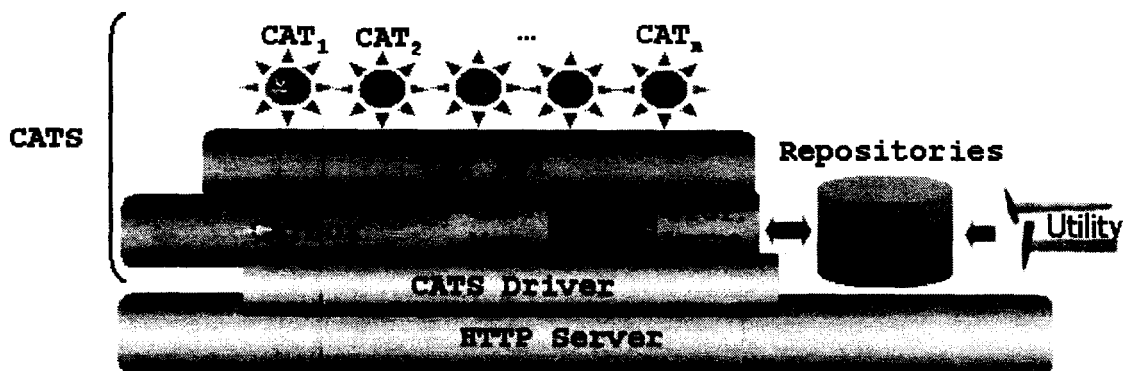 CAT1 CAT2 ... CATn
CATS
Repositories
Utility
CATS Driver
HTTP Server